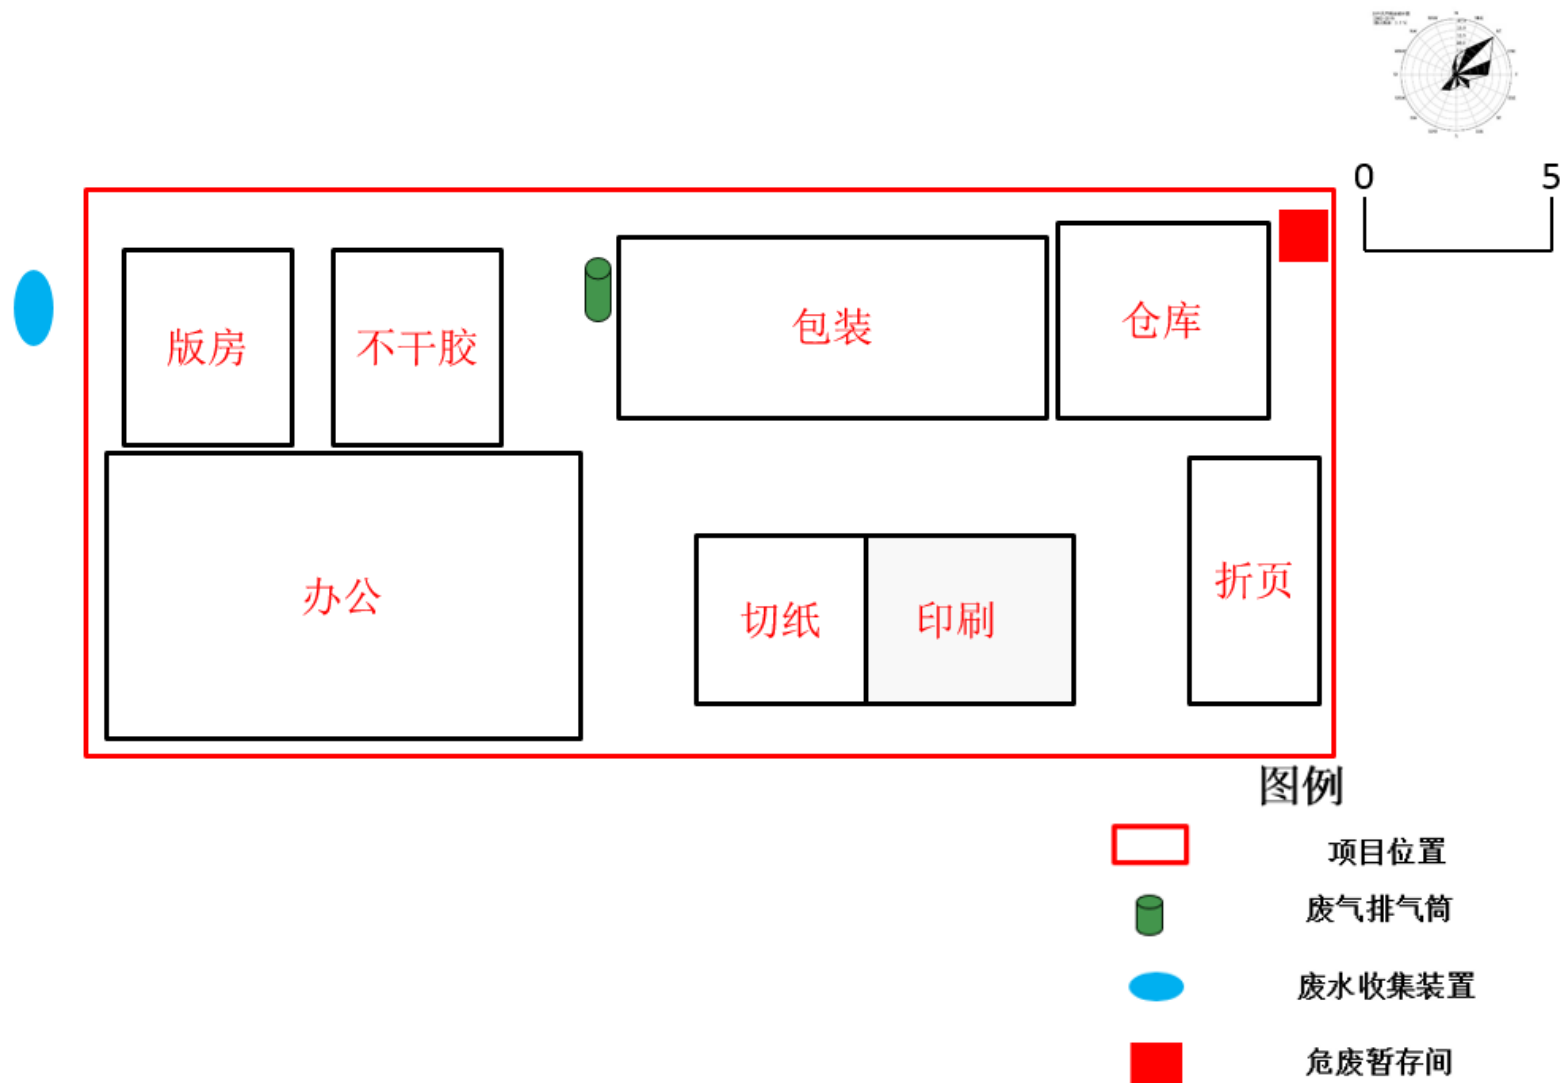 0 5
版房
不干胶
包装
仓库
办公
切纸
印刷
折页
图例
项目位置
废气排气筒
废水收集装置
危废暂存间